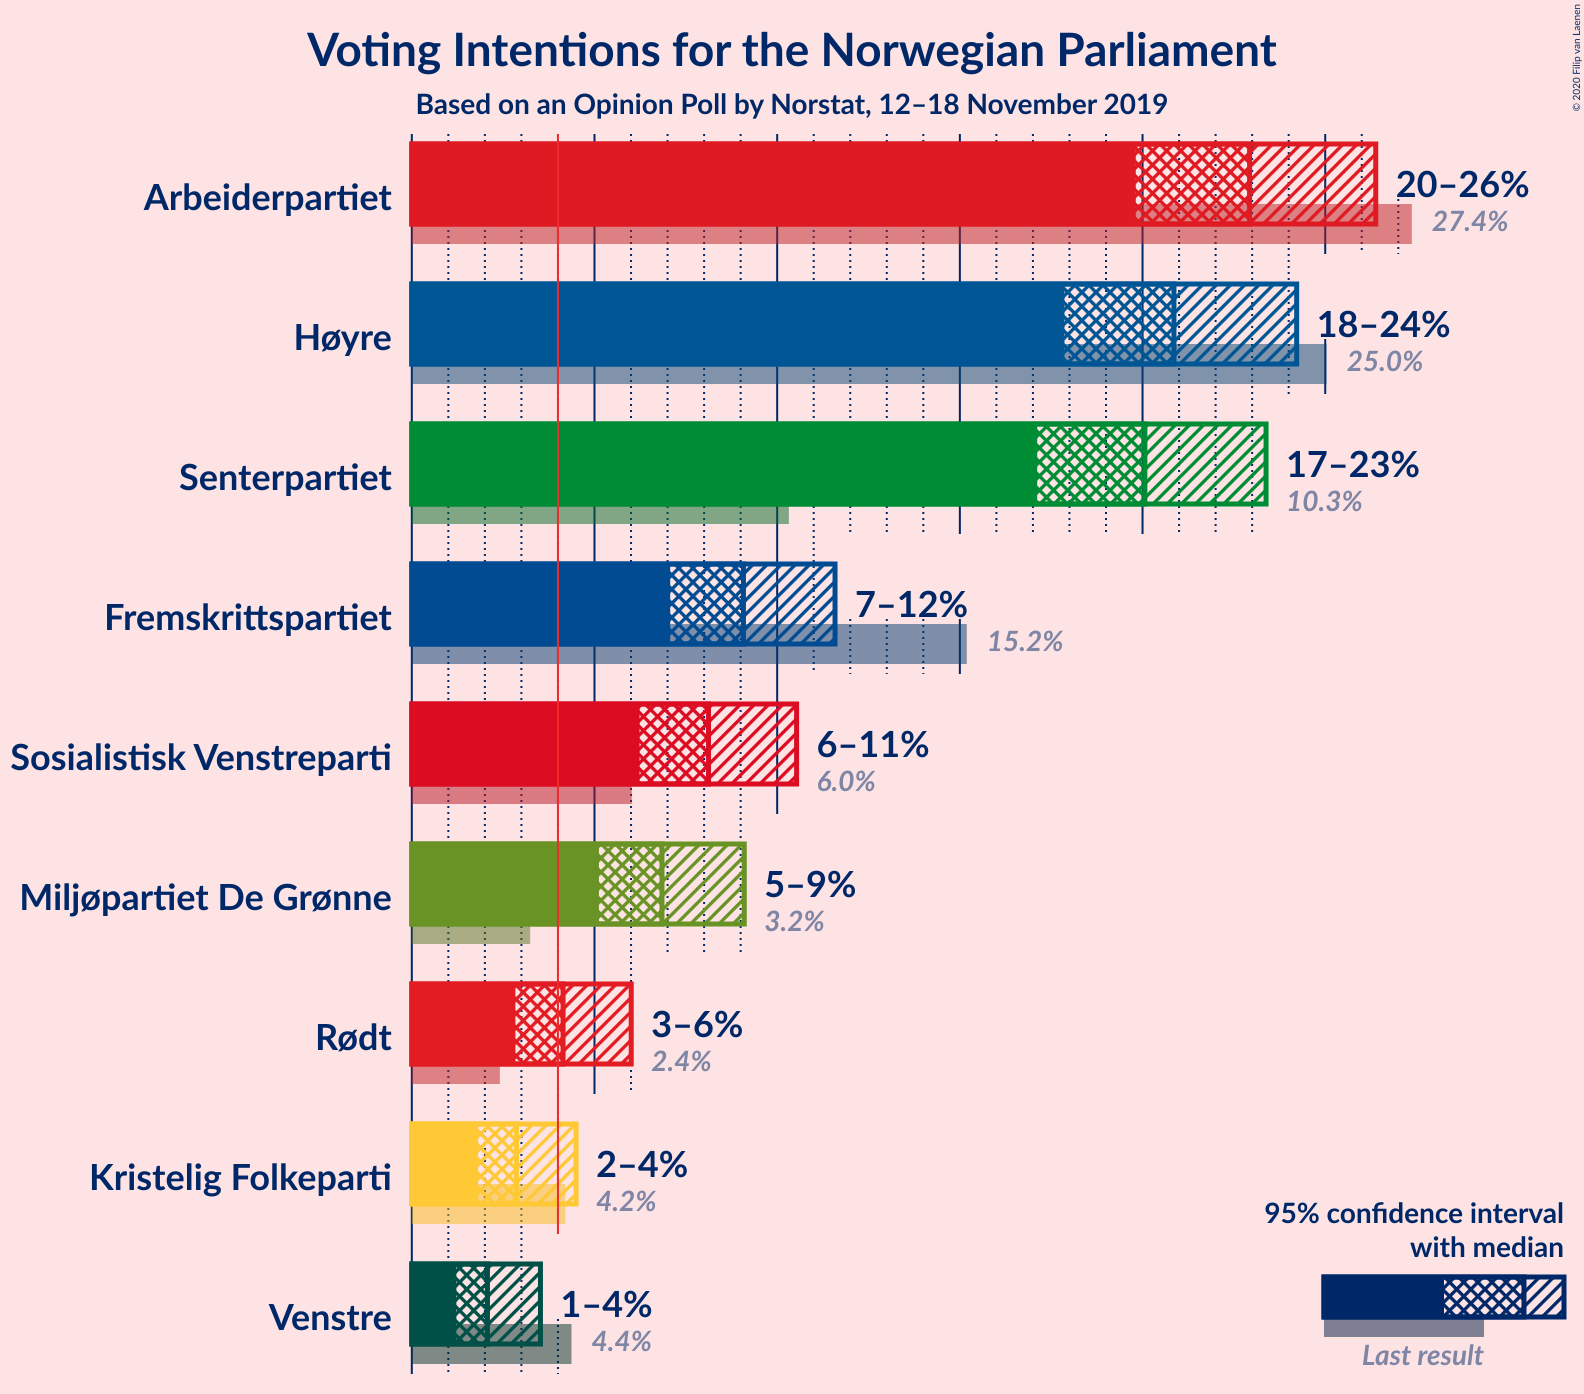 Voting Intentions for the Norwegian Parliament
Based on an Opinion Poll by Norstat, 12–18 November 2019
© 2020 Filip van Laenen
Arbeiderpartiet
20–26%
27.4%
Høyre
18–24%
25.0%
Senterpartiet
17–23%
10.3%
Fremskrittspartiet
7–12%
15.2%
Sosialistisk Venstreparti
6–11%
6.0%
Miljøpartiet De Grønne
5–9%
3.2%
Rødt
3–6%
2.4%
Kristelig Folkeparti
2–4%
4.2%
Venstre
1–4%
4.4%
95% confidence interval
with median
Last result